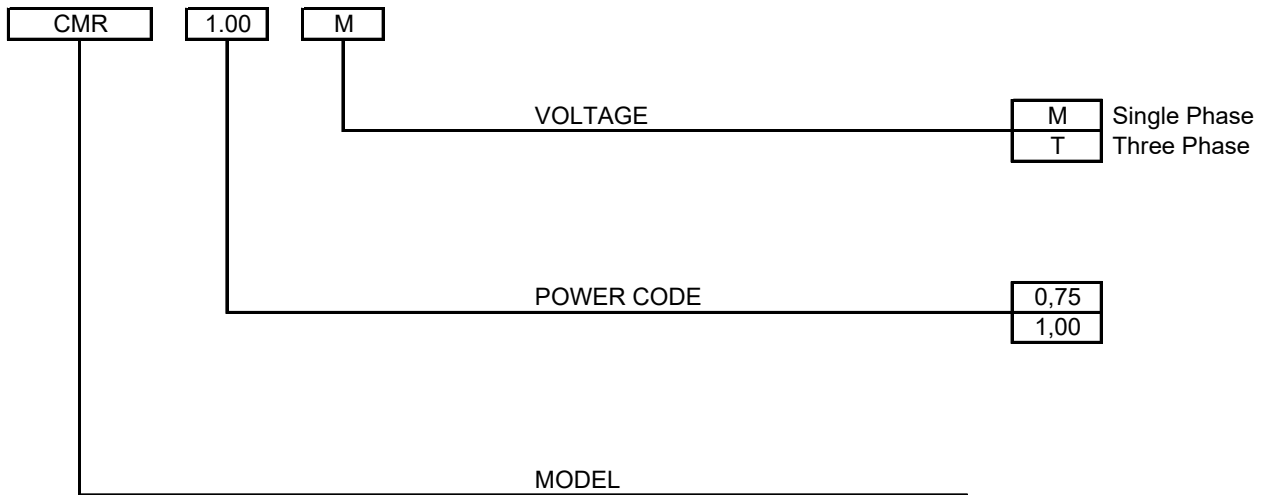 CMR 1.00 M
VOLTAGE M Single Phase
T Three Phase
POWER CODE 0,75
1,00
MODEL